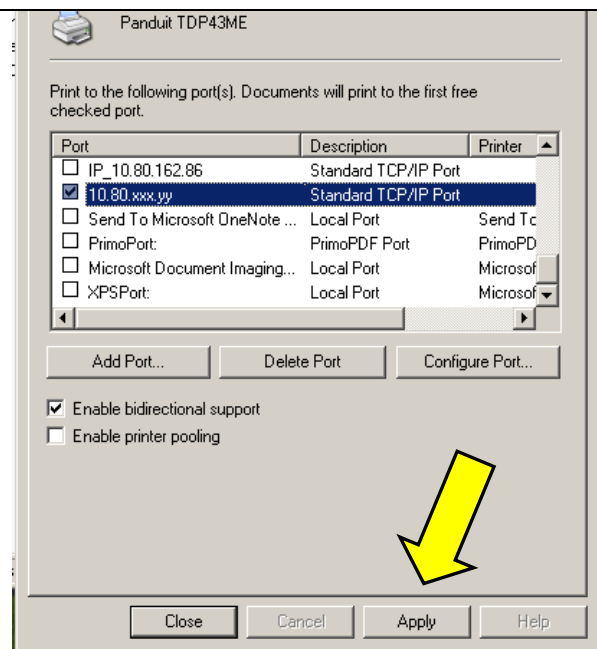 Panduit TDP43ME
Print to the following port(s). Documents will print to the first free
checked port.
Port Description Printer
IP_10.80.162.86 Standard TCP/IP Port
10.80.xxx.yy Standard TCP/IP Port
Send To Microsoft OneNote ... Local Port Send To
PrimoPort: PrimoPDF Port PrimoPD
Microsoft Document Imaging... Local Port Microsof
XPSPort: Local Port Microsof
Add Port... Delete Port Configure Port...
Enable bidirectional support
Enable printer pooling
Close Cancel Apply Help